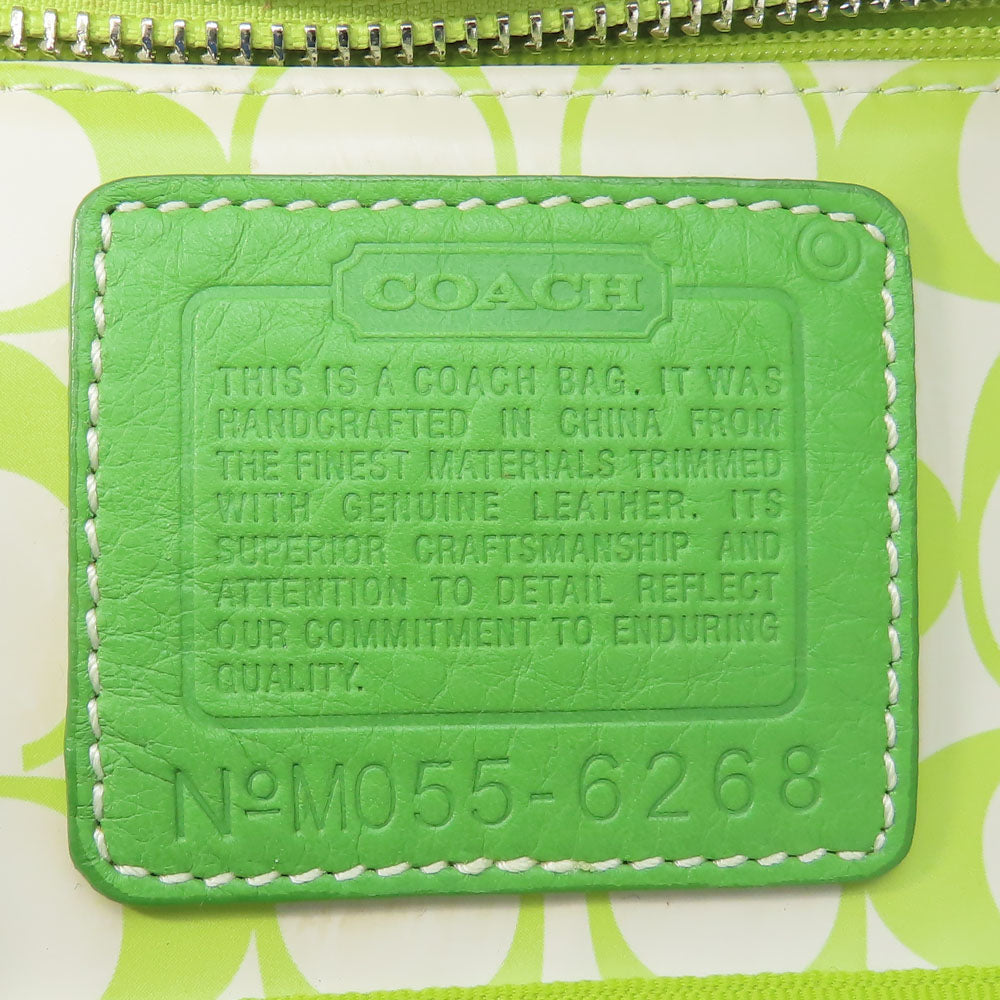 COACH
THIS IS A COACH BAG. IT WAS
HANDCRAFTED IN CHINA FROM
THE FINEST MATERIALS TRIMMED
WITH GENUINE LEATHER. ITS
SUPERIOR CRAFTSMANSHIP AND
ATTENTION TO DETAIL REFLECT
OUR COMMITMENT TO ENDURING
QUALITY.
NºM055-6268